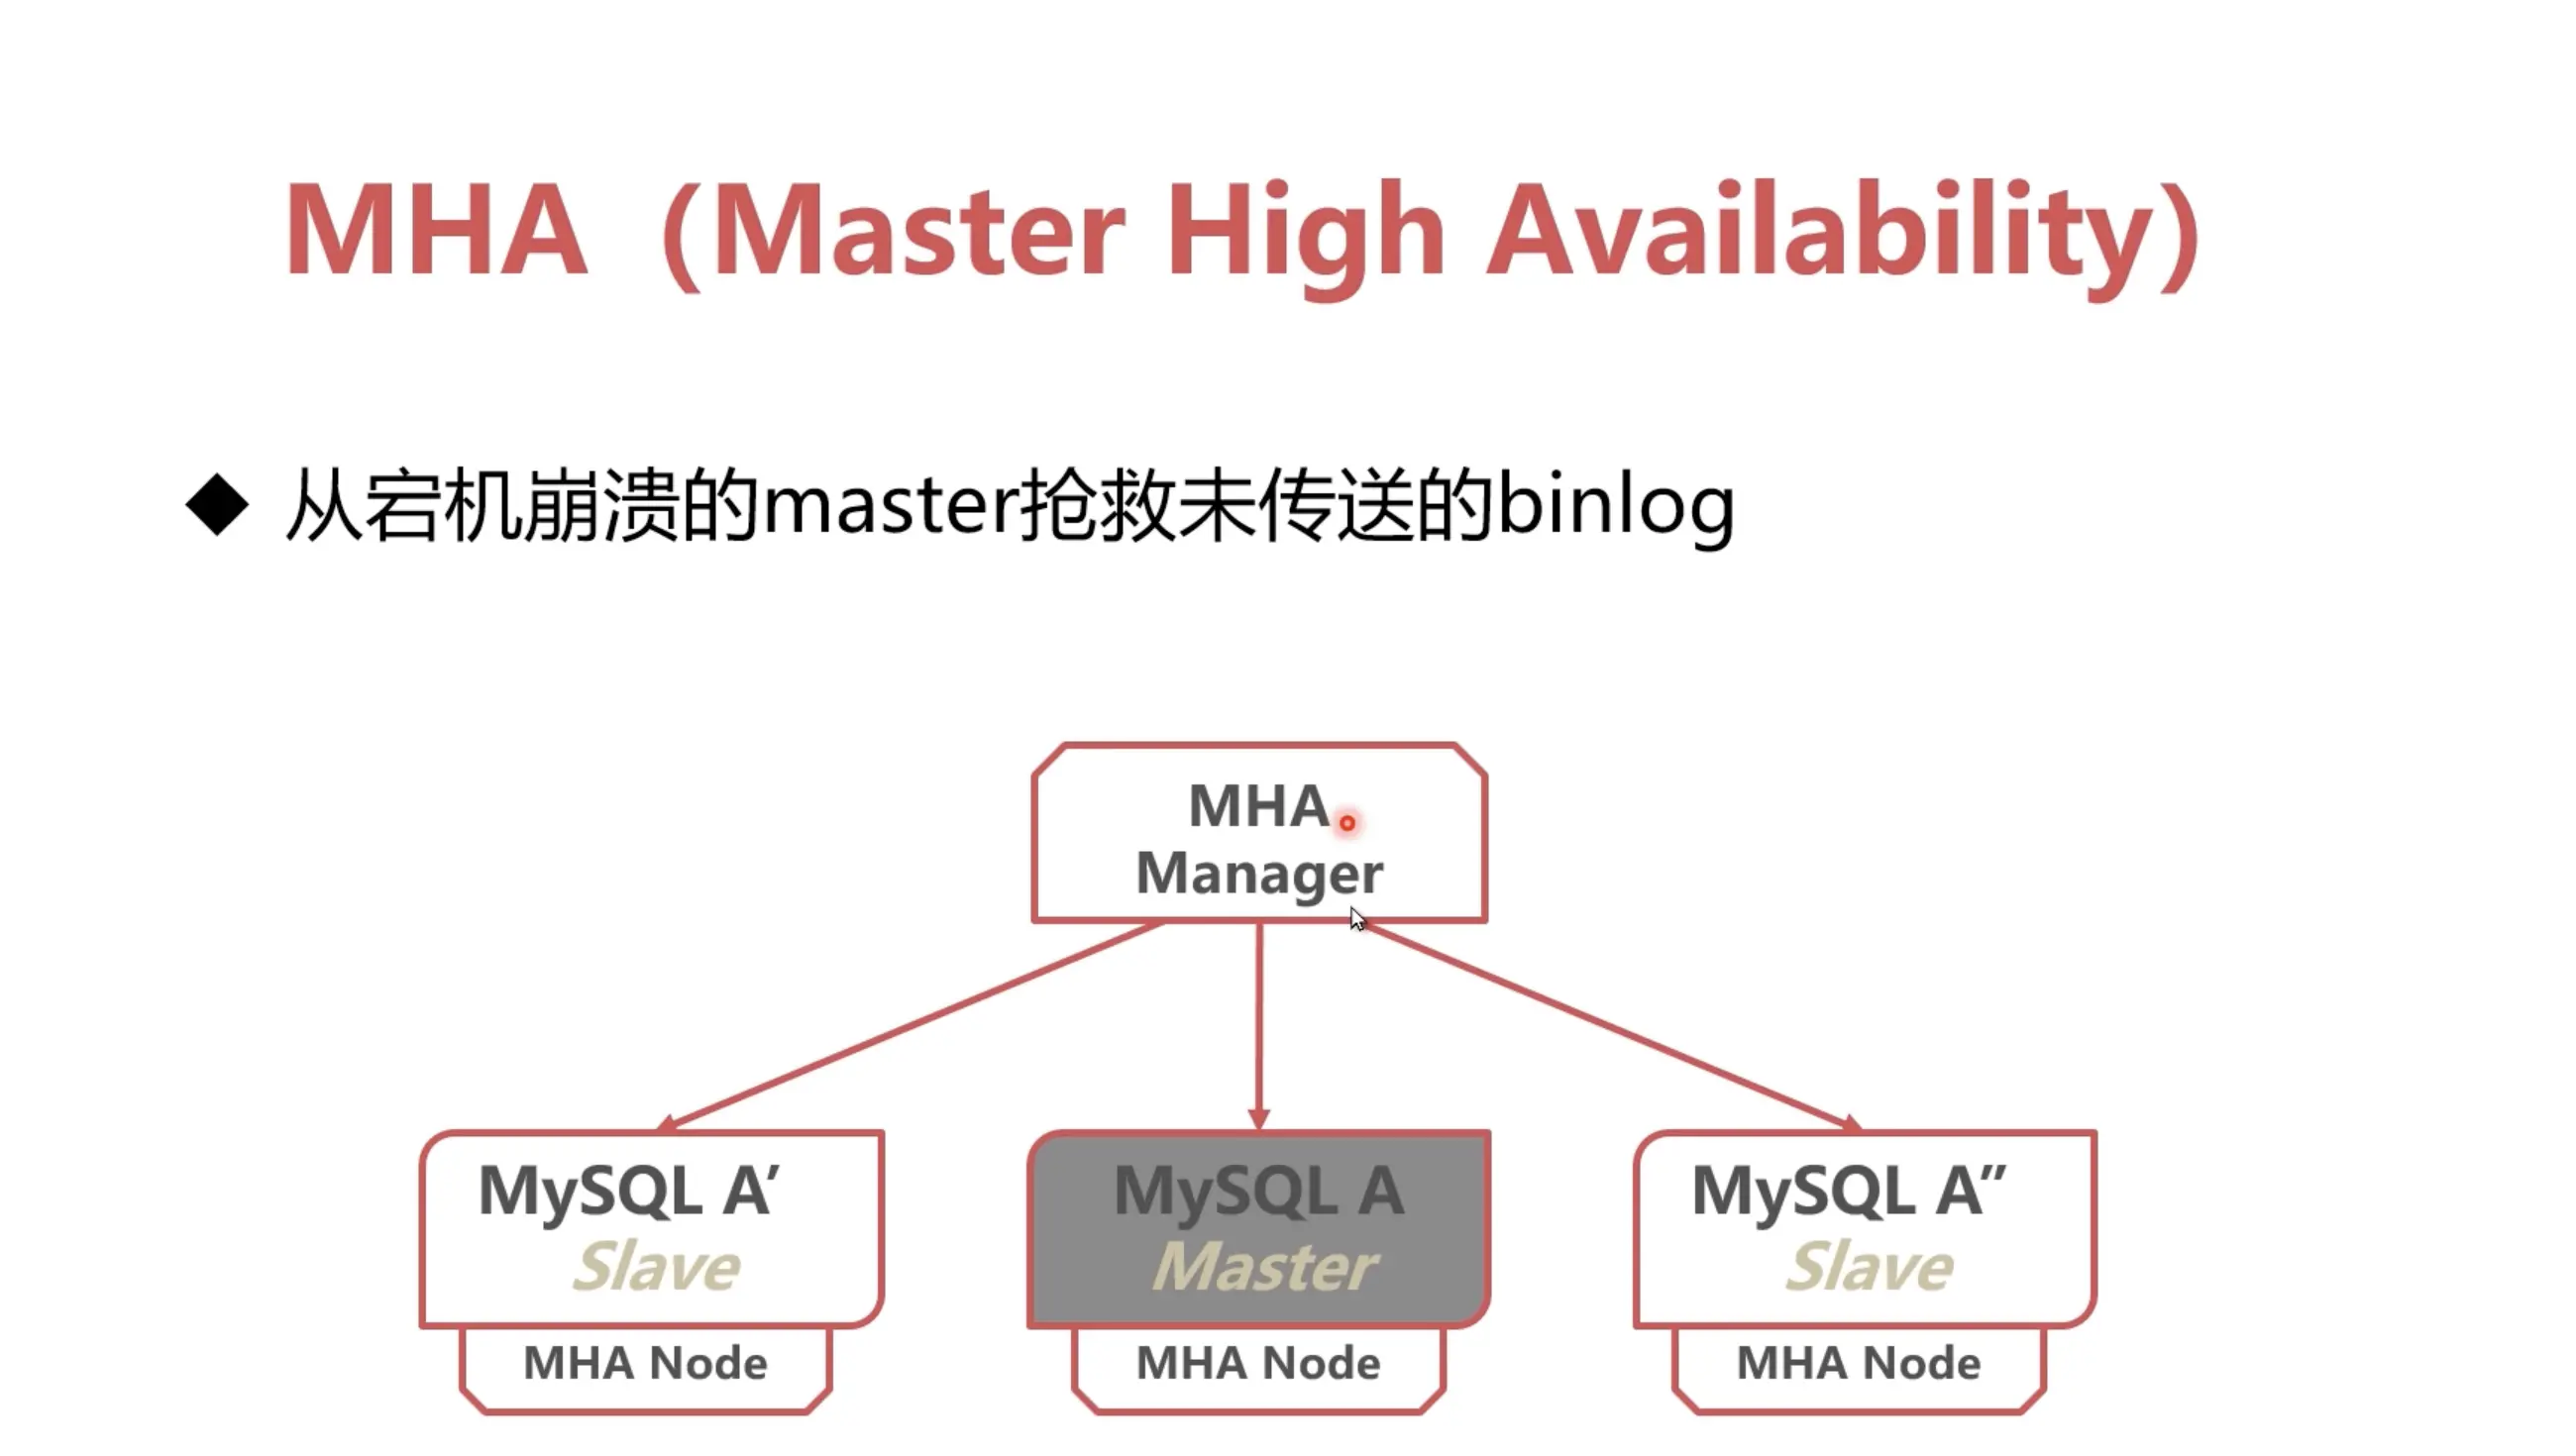 MHA（Master High Availability）
◆ 从宕机崩溃的master抢救未传送的binlog
MHA
Manager
MySQL A′
Slave
MHA Node
MySQL A
Master
MHA Node
MySQL A″
Slave
MHA Node